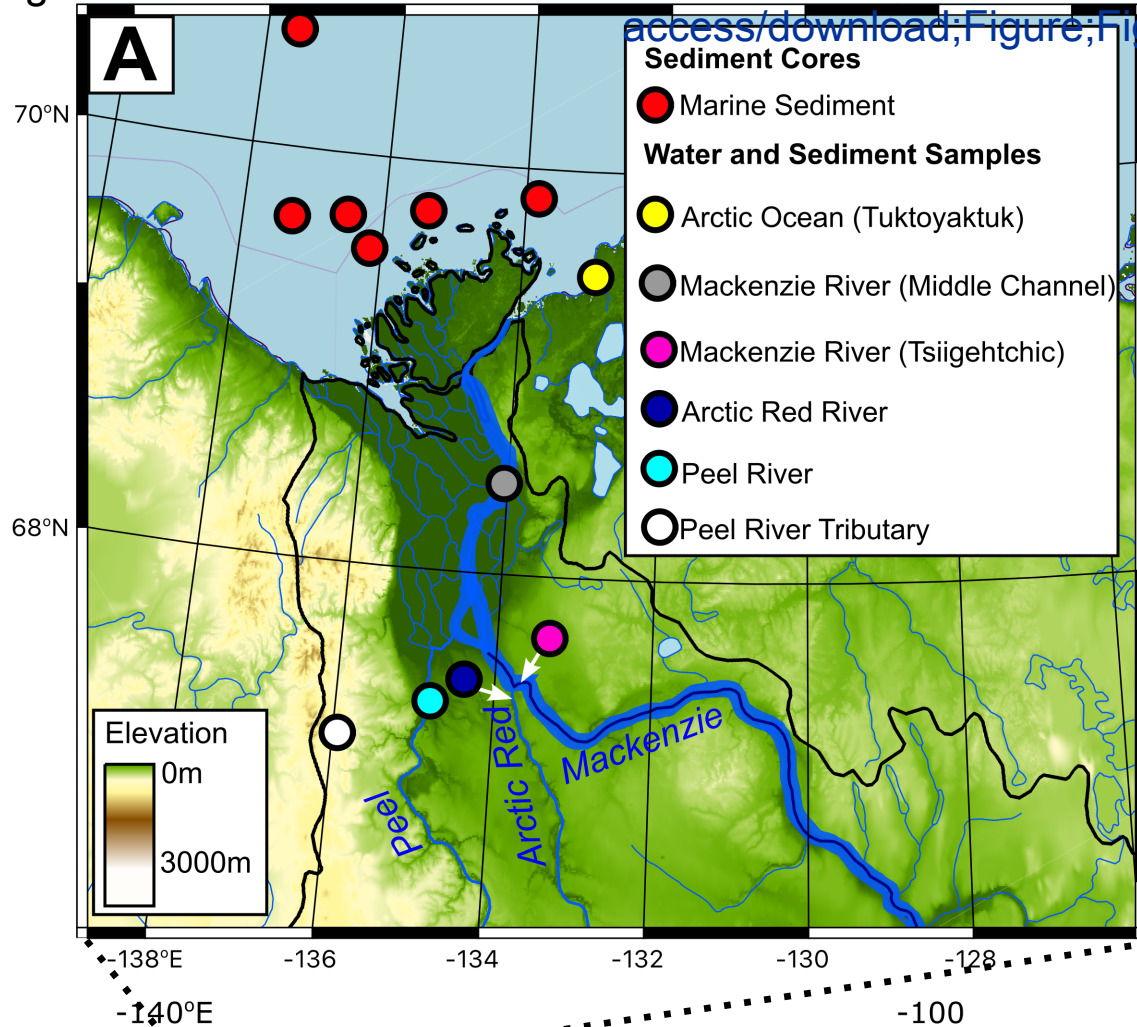 access/download;Figure;Fig
A
Sediment Cores
Marine Sediment
Water and Sediment Samples
Arctic Ocean (Tuktoyaktuk)
Mackenzie River (Middle Channel)
Mackenzie River (Tsiigehtchic)
Arctic Red River
Peel River
Peel River Tributary
70°N
68°N
Mackenzie
Arctic Red
Peel
Elevation
0m
3000m
-138°E
-136
-134
-132
-130
-128
-140°E
-100